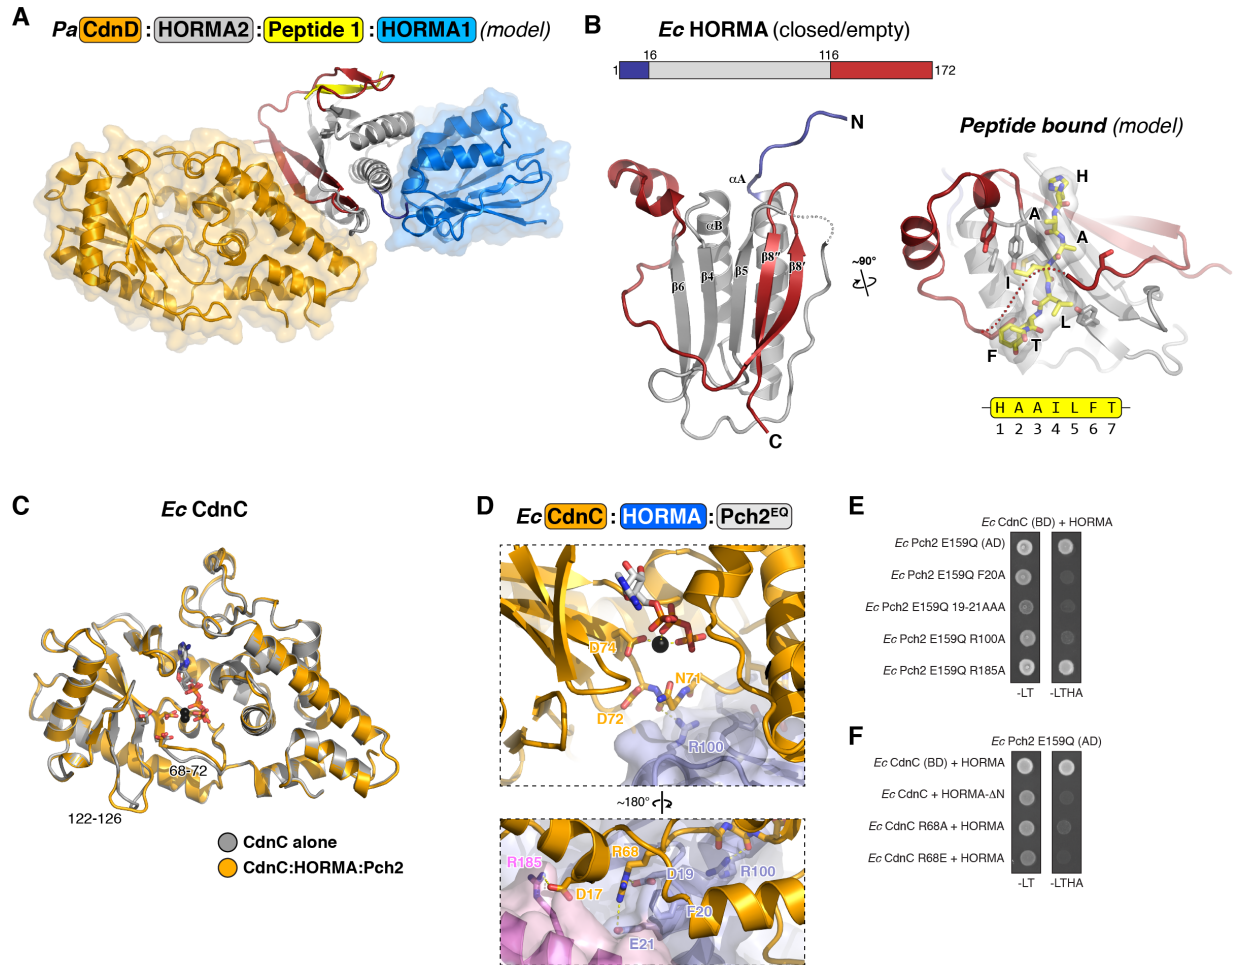 A
Pa CdnD : HORMA2 : Peptide 1 : HORMA1 (model)
B
Ec HORMA (closed/empty)
16
116
1
172
N
αA
αB
β6
β4
β5
β8″
β8′
C
~90°
Peptide bound (model)
H
A
A
I
L
T
F
H A A I L F T
1 2 3 4 5 6 7
C
Ec CdnC
68-72
122-126
CdnC alone
CdnC:HORMA:Pch2
D
Ec CdnC : HORMA : Pch2EQ
D74
N71
D72
R100
~180°
R185
R68
D17
D19
R100
F20
E21
E
Ec CdnC (BD) + HORMA
Ec Pch2 E159Q (AD)
Ec Pch2 E159Q F20A
Ec Pch2 E159Q 19-21AAA
Ec Pch2 E159Q R100A
Ec Pch2 E159Q R185A
-LT
-LTHA
F
Ec Pch2 E159Q (AD)
Ec CdnC (BD) + HORMA
Ec CdnC + HORMA-ΔN
Ec CdnC R68A + HORMA
Ec CdnC R68E + HORMA
-LT
-LTHA